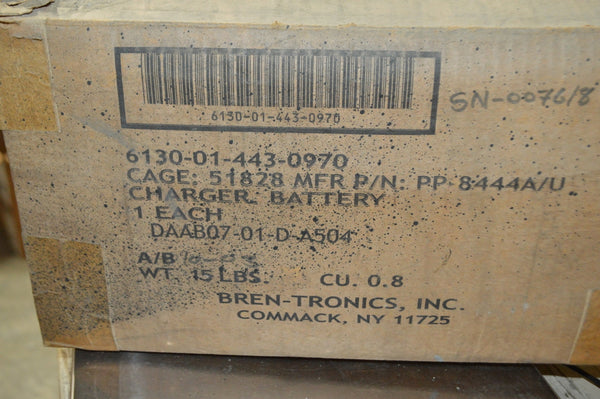 6130-01-443-0970
SN-00761/8
6130-01-443-0970
CAGE: 51828 MFR P/N: PP-8444A/U
CHARGER, BATTERY
1 EACH
DAAB07-01-D-A504
A/B
WT. 15 LBS. CU. 0.8
BREN-TRONICS, INC.
COMMACK, NY 11725